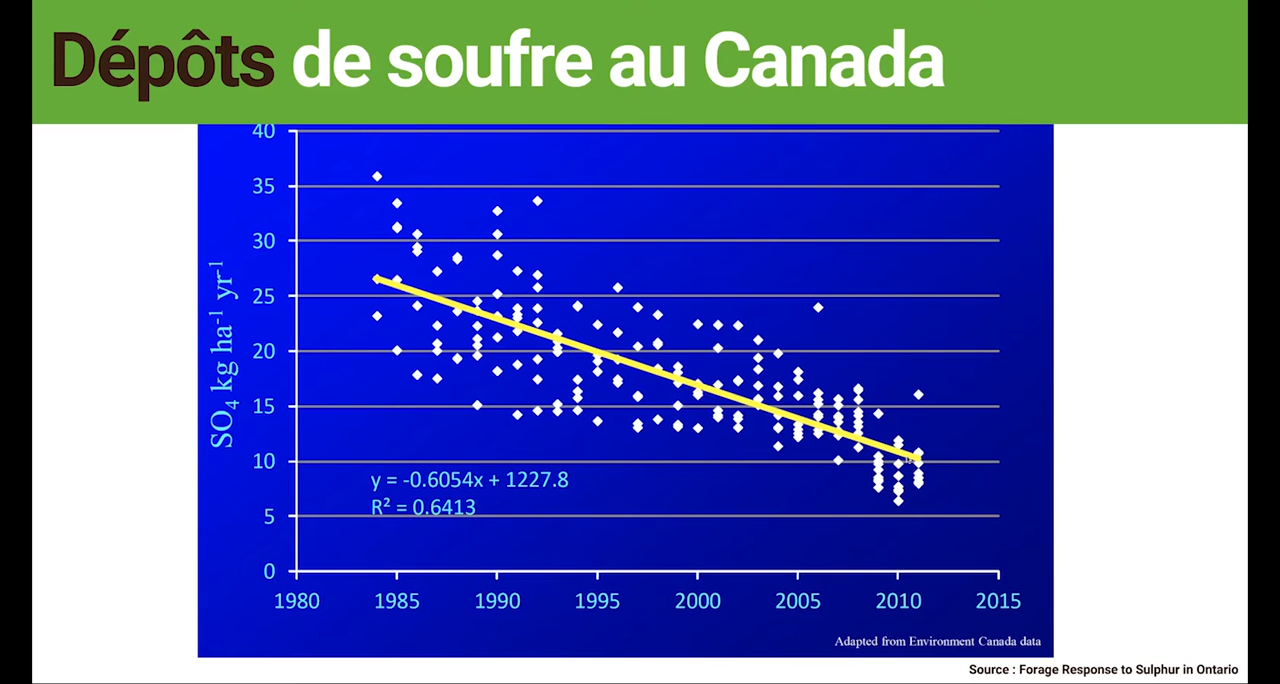 Dépôts de soufre au Canada
40
35
30
25
20
15
10
5
0
SO₄ kg ha⁻¹ yr⁻¹
y = -0.6054x + 1227.8
R² = 0.6413
1980 1985 1990 1995 2000 2005 2010 2015
Adapted from Environment Canada data
Source : Forage Response to Sulphur in Ontario